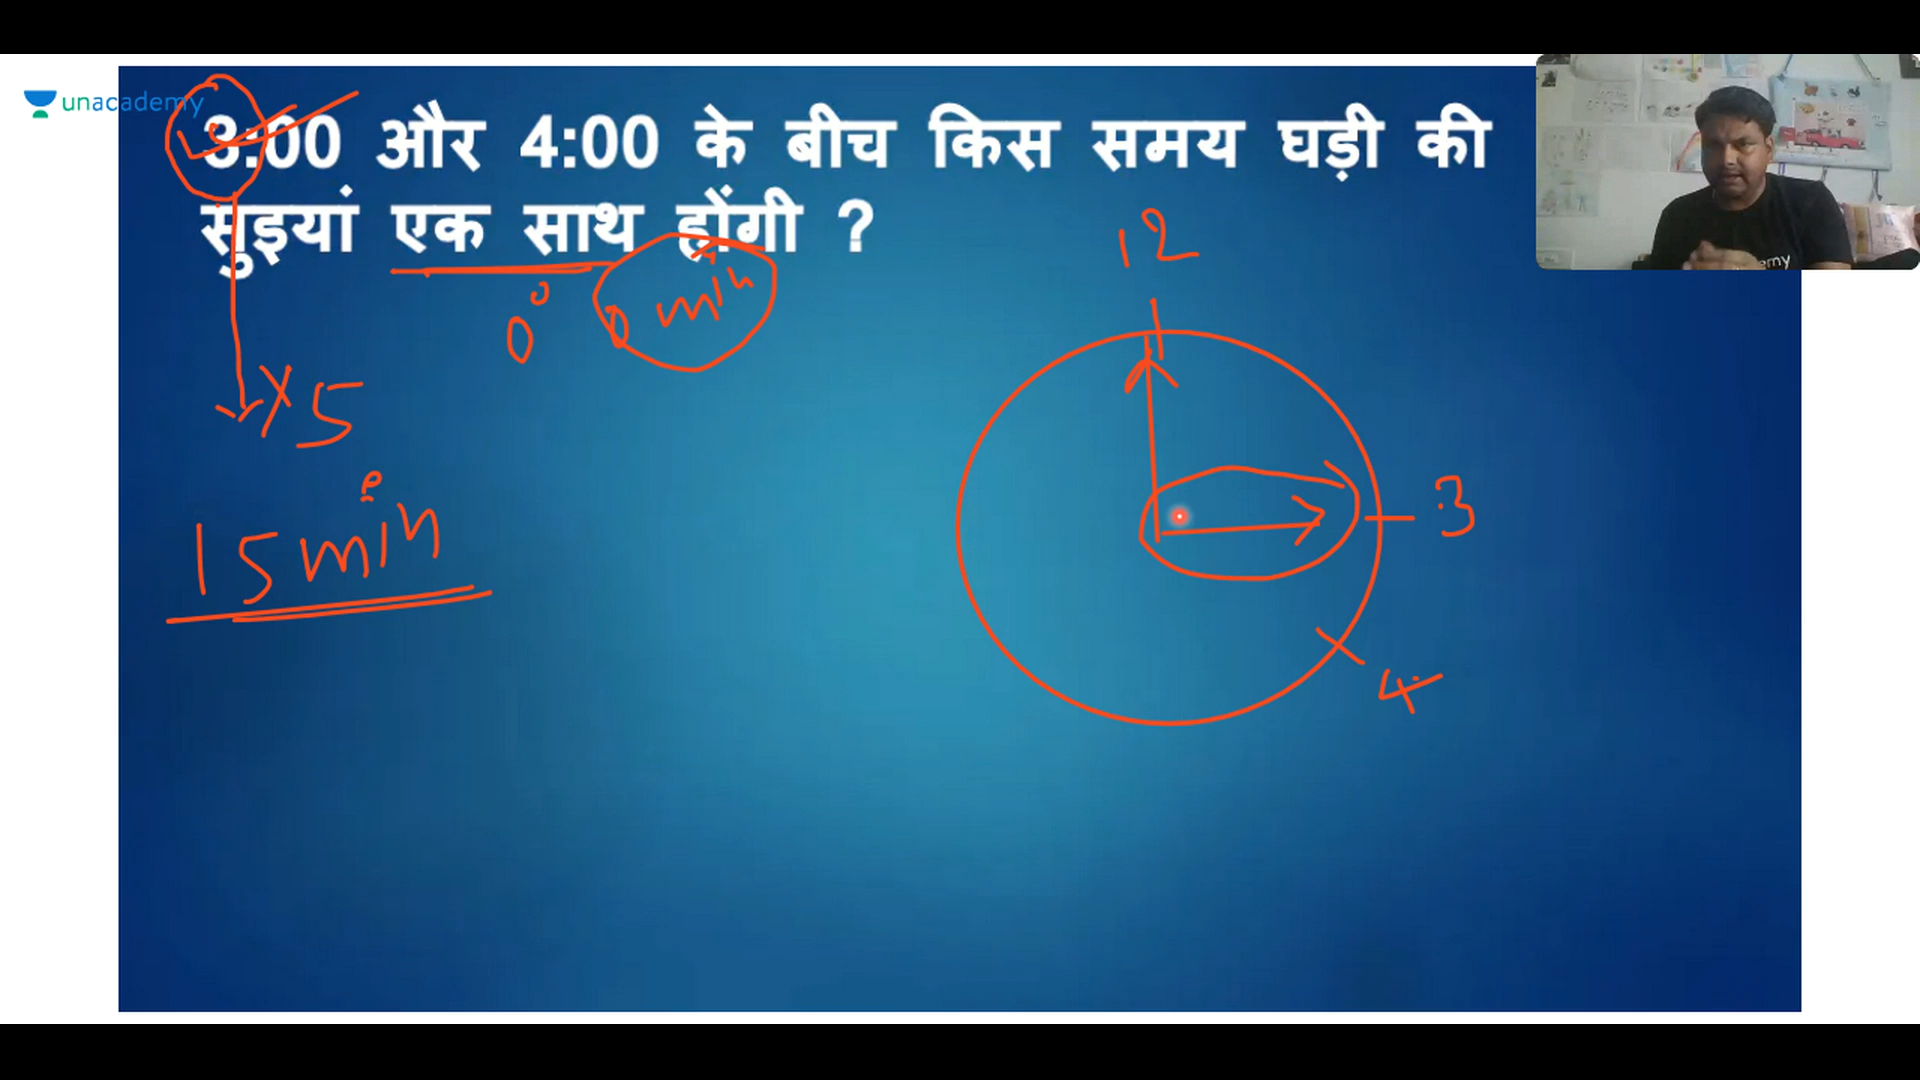 unacademy
3:00 और 4:00 के बीच किस समय घड़ी की
सुइयां एक साथ होंगी ?
0° 0 min
× 5
15 min
12
3
4
emy